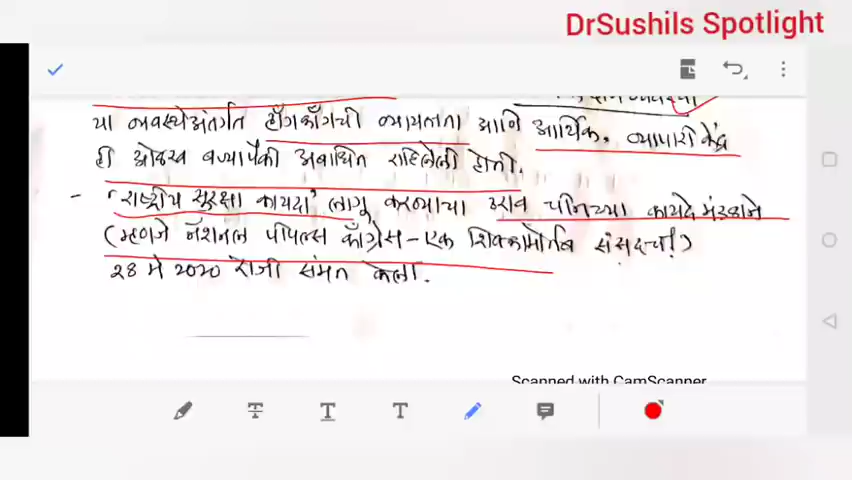 DrSushils Spotlight
या व्यवस्थेअंतर्गत हाँगकाँगची स्वायत्तता आणि आर्थिक, व्यापारी केंद्र
ही ओळख बऱ्यापैकी अबाधित राहिलेली होती.
- 'राष्ट्रीय सुरक्षा कायदा' लागू करण्याचा ठराव चीनच्या कायदेमंडळाने
(म्हणजे नॅशनल पीपल्स काँग्रेस - एक शिक्कामोर्तब संसदच!)
28 मे 2020 रोजी संमत केला.
Scanned with CamScanner